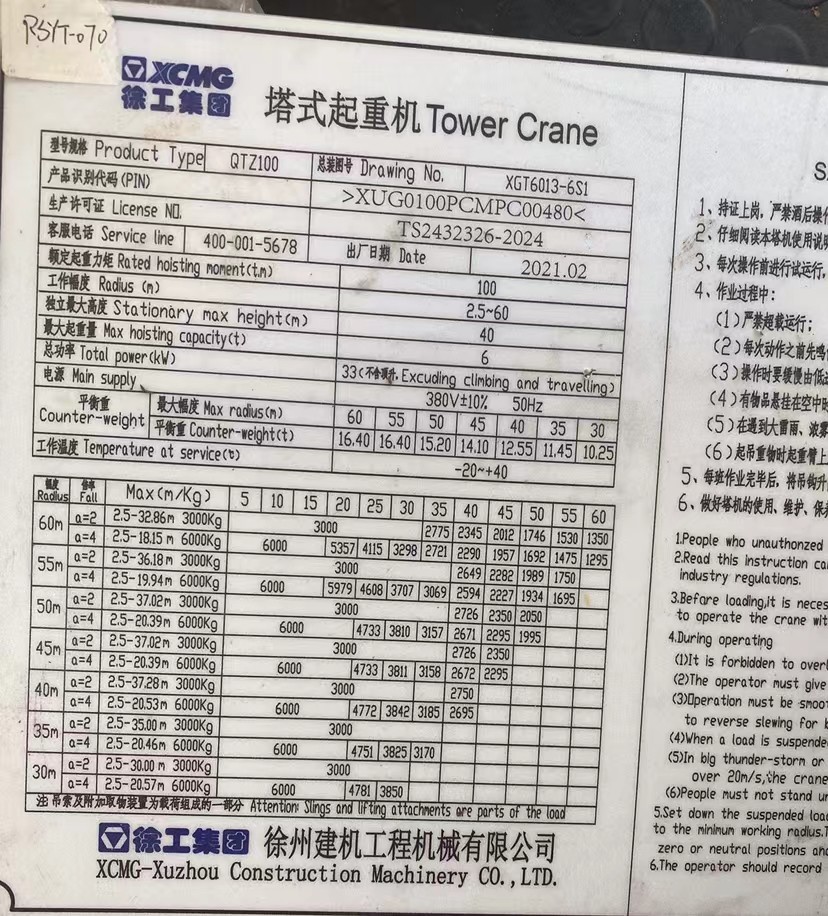 RSYT-070
XCMG
徐工集团
塔式起重机 Tower Crane
型号规格 Product Type QTZ100 总装图号 Drawing No. XGT6013-6S1
产品识别代码(PIN) >XUG0100PCMPC00480<
生产许可证 License NO. TS2432326-2024
客服电话 Service line 400-001-5678 出厂日期 Date 2021.02
额定起重力矩 Rated hoisting moment(t.m) 100
工作幅度 Radius (m) 2.5~60
独立最大高度 Stationary max height(m) 40
最大起重量 Max hoisting capacity(t) 6
总功率 Total power(kW) 33(不含顶升, Excuding climbing and travelling)
电源 Main supply 380V±10% 50Hz
平衡重 Counter-weight 最大幅度 Max radius(m) 60 55 50 45 40 35 30
平衡重 Counter-weight(t) 16.40 16.40 15.20 14.10 12.55 11.45 10.25
工作温度 Temperature at service(℃) -20~+40
幅度 Radius 倍率 Fall Max(m/Kg) 5 10 15 20 25 30 35 40 45 50 55 60
60m a=2 2.5-32.86m 3000Kg 3000 2775 2345 2012 1746 1530 1350
a=4 2.5-18.15m 6000Kg 6000 5357 4115 3298 2721 2290 1957 1692 1475 1295
55m a=2 2.5-36.18m 3000Kg 3000 2649 2282 1989 1750
a=4 2.5-19.94m 6000Kg 6000 5979 4608 3707 3069 2594 2227 1934 1695
50m a=2 2.5-37.02m 3000Kg 3000 2726 2350 2050
a=4 2.5-20.39m 6000Kg 6000 4733 3810 3157 2671 2295 1995
45m a=2 2.5-37.02m 3000Kg 3000 2726 2350
a=4 2.5-20.39m 6000Kg 6000 4733 3811 3158 2672 2295
40m a=2 2.5-37.28m 3000Kg 3000 2750
a=4 2.5-20.53m 6000Kg 6000 4772 3842 3185 2695
35m a=2 2.5-35.00m 3000Kg 3000
a=4 2.5-20.46m 6000Kg 6000 4751 3825 3170
30m a=2 2.5-30.00m 3000Kg 3000
a=4 2.5-20.57m 6000Kg 6000 4781 3850
注:吊索及附加取物装置为载荷组成的一部分 Attention: Slings and lifting attachments are parts of the load
徐工集团 徐州建机工程机械有限公司
XCMG-Xuzhou Construction Machinery CO.,LTD.
1、持证上岗,严禁酒后操
2、仔细阅读本塔机使用说
3、每次操作前进行试运行,
4、作业过程中:
(1)严禁超载运行;
(2)每次动作之前先鸣
(3)操作时要缓慢由低
(4)有物品悬挂在空中时
(5)在遇到大雷雨、浓雾
(6)起吊重物时起重臂上
5、每班作业完毕后,将吊钩升
6、做好塔机的使用、维护、保
1.People who unauthonzed
2.Read this instruction
industry regulations.
3.Before loading,it is neces
to operate the crane wit
4.During operating
(1)It is forbidden to over
(2)The operator must give
(3)Operation must be smoo
to reverse slewing for
(4)When a load is suspende
(5)In big thunder-storm or
over 20m/s,the crane
(6)People must not stand
5.Set down the suspended loa
to the minimum working radius.
zero or neutral positions
6.The operator should record